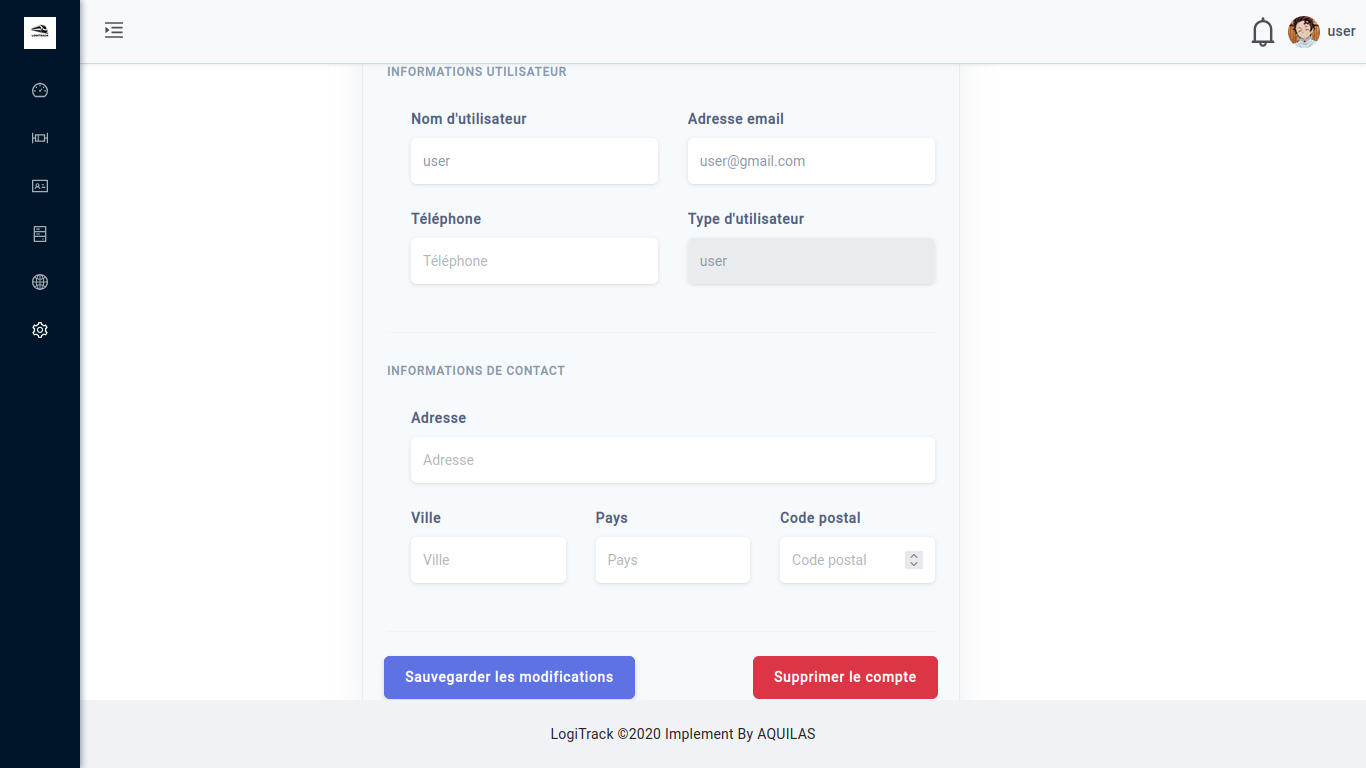 user
INFORMATIONS UTILISATEUR
Nom d'utilisateur
Adresse email
user
user@gmail.com
Téléphone
Type d'utilisateur
Téléphone
user
INFORMATIONS DE CONTACT
Adresse
Adresse
Ville
Pays
Code postal
Ville
Pays
Code postal
Sauvegarder les modifications
Supprimer le compte
LogiTrack ©2020 Implement By AQUILAS